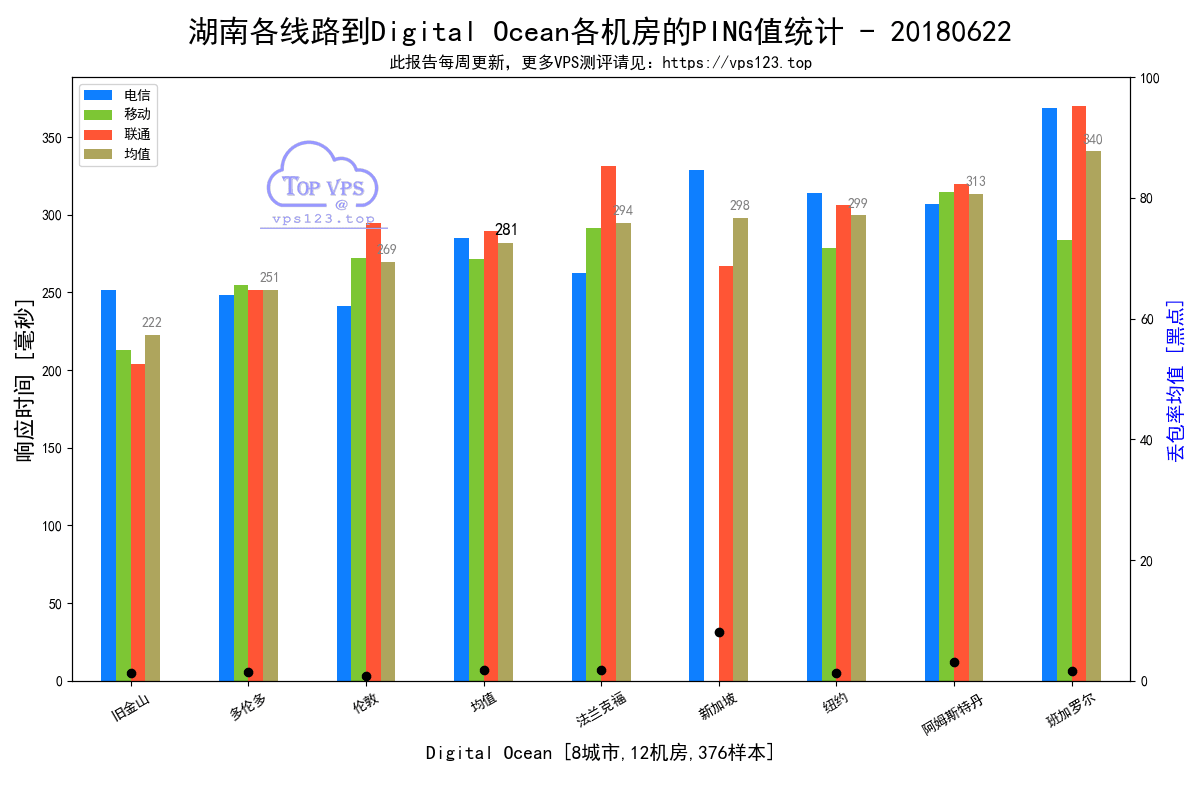 湖南各线路到Digital Ocean各机房的PING值统计 - 20180622
此报告每周更新，更多VPS测评请见：https://vps123.top
电信
移动
联通
均值
TOP VPS
@
vps123.top
响应时间 [毫秒]
350
300
250
200
150
100
50
0
222
251
269
281
294
298
299
313
340
100
80
60
40
20
0
丢包率均值 [黑点]
旧金山
多伦多
伦敦
均值
法兰克福
新加坡
纽约
阿姆斯特丹
班加罗尔
Digital Ocean [8城市,12机房,376样本]